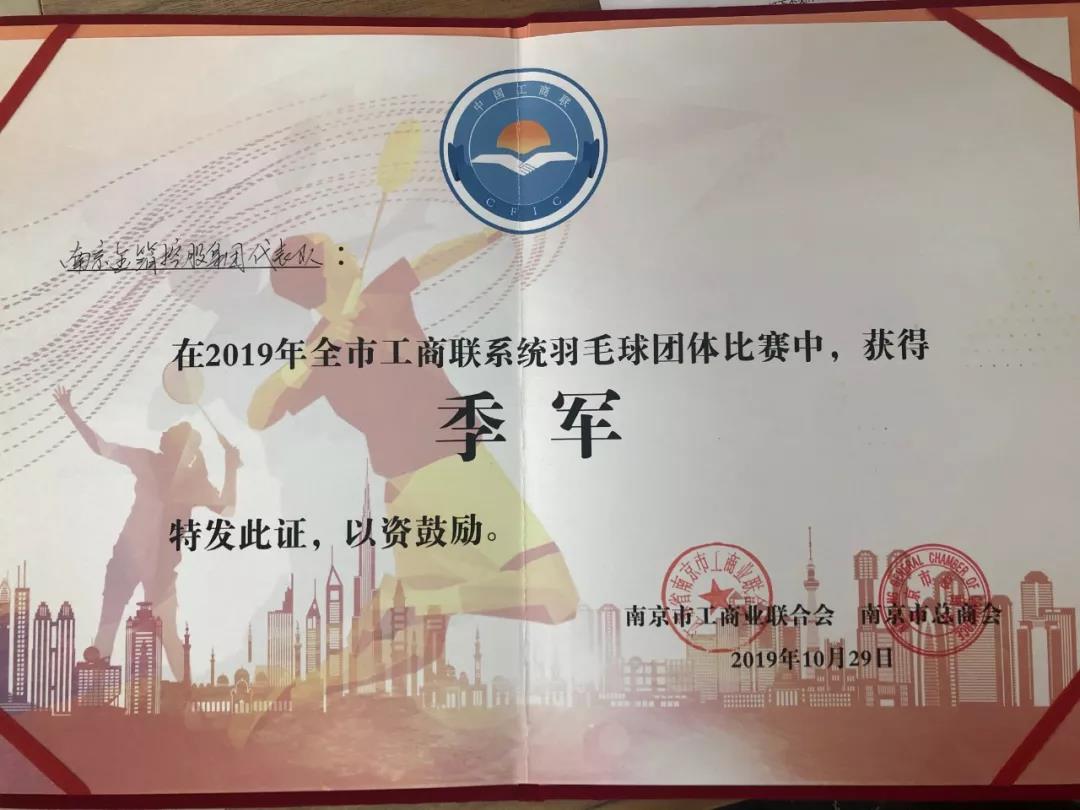 中国工商联
CFIC
南京金箔控股集团代表队：
在2019年全市工商联系统羽毛球团体比赛中，获得
季军
特发此证，以资鼓励。
南京市工商业联合会 南京市总商会
2019年10月29日